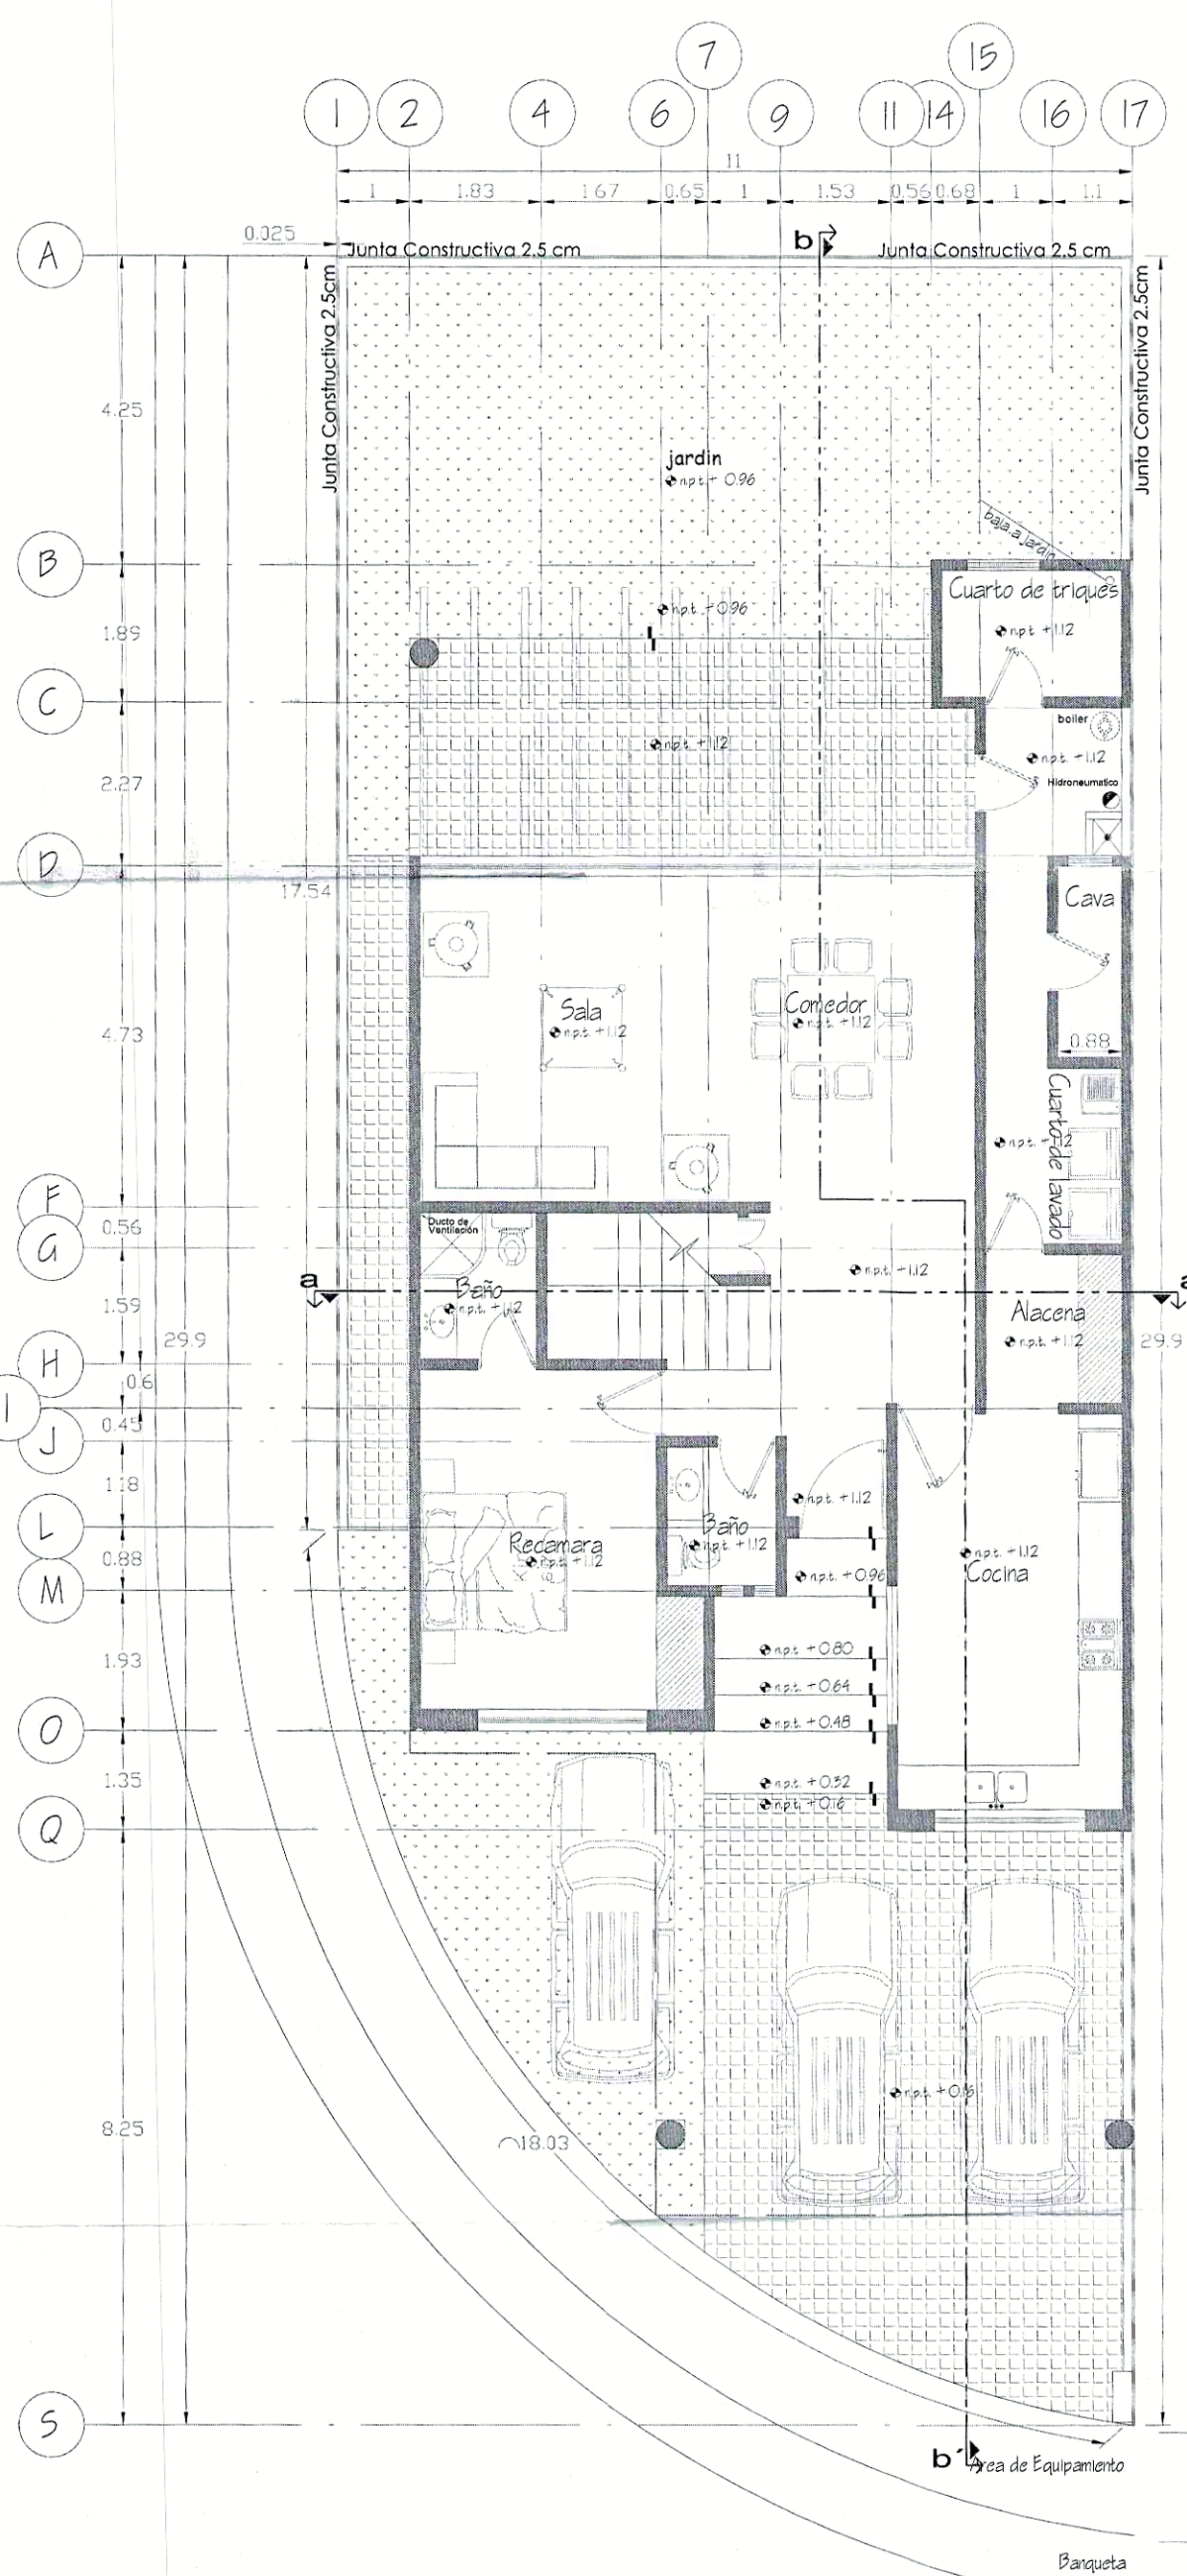 7
15
1
2
4
6
9
11
14
16
17
11
1
1.83
1.67
0.65
1
1.53
0.56
0.68
1
1.1
0.025
b
A
Junta Constructiva 2.5 cm
Junta Constructiva 2.5 cm
Junta Constructiva 2.5cm
Junta Constructiva 2.5cm
4.25
jardin
n.p.t. + 0.96
baja a jardin
B
Cuarto de triques
n.p.t. + 0.96
n.p.t +1.12
1.89
C
boiler
n.p.t. +1.12
n.p.t. +1.12
Hidroneumatico
2.27
D
17.54
Cava
Sala
n.p.t. +1.12
Comedor
n.p.t. +1.12
4.73
0.88
Cuarto de lavado
n.p.t. +1.12
F
0.56
G
Ducto de
Ventilación
n.p.t. +1.12
a
Baño
n.p.t. +1.12
1.59
Alacena
n.p.t. +1.12
29.9
29.9
H
0.6
I
0.45
J
1.18
n.p.t. +1.12
L
Baño
n.p.t. +1.12
Recamara
n.p.t. +1.12
0.88
n.p.t. +1.12
Cocina
n.p.t. +0.96
M
1.93
n.p.t. +0.80
n.p.t. +0.64
n.p.t. +0.48
O
1.35
n.p.t. +0.32
n.p.t. +0.16
Q
n.p.t. +0.16
8.25
18.03
S
b´
Area de Equipamiento
Banqueta